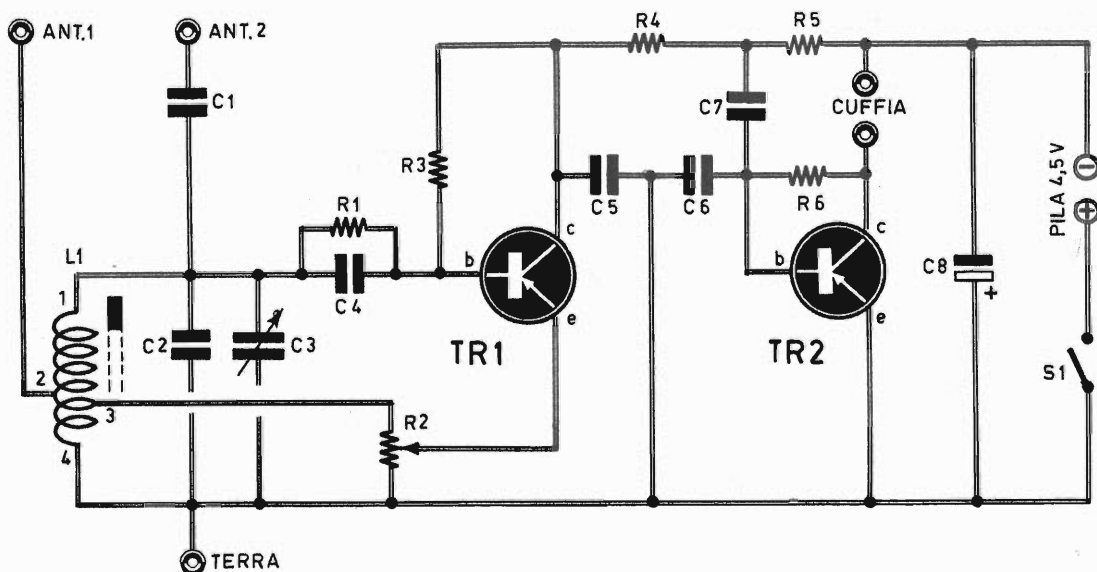 ANT.1
ANT.2
C1
R4
R5
C7
CUFFIA
R3
R1
C4
C5
C6
R6
PILA 4,5 V
−
+
L1
1
2
3
4
C2
C3
b
c
e
TR1
b
c
e
TR2
C8
+
S1
R2
TERRA